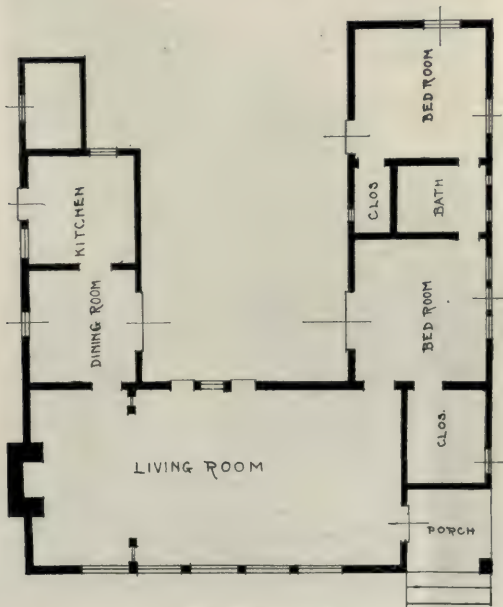 BED ROOM
CLOS
BATH
KITCHEN
DINING ROOM
BED ROOM
CLOS.
LIVING ROOM
PORCH